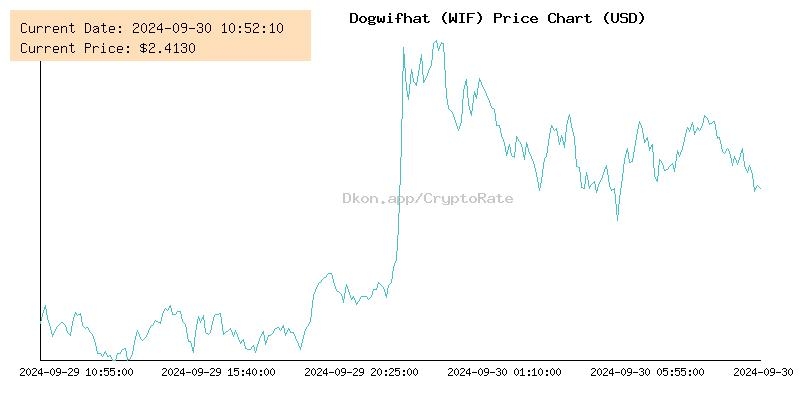 Dogwifhat (WIF) Price Chart (USD)
Current Date: 2024-09-30 10:52:10
Current Price: $2.4130
Dkon.app/CryptoRate
2024-09-29 10:55:00
2024-09-29 15:40:00
2024-09-29 20:25:00
2024-09-30 01:10:00
2024-09-30 05:55:00
2024-09-30